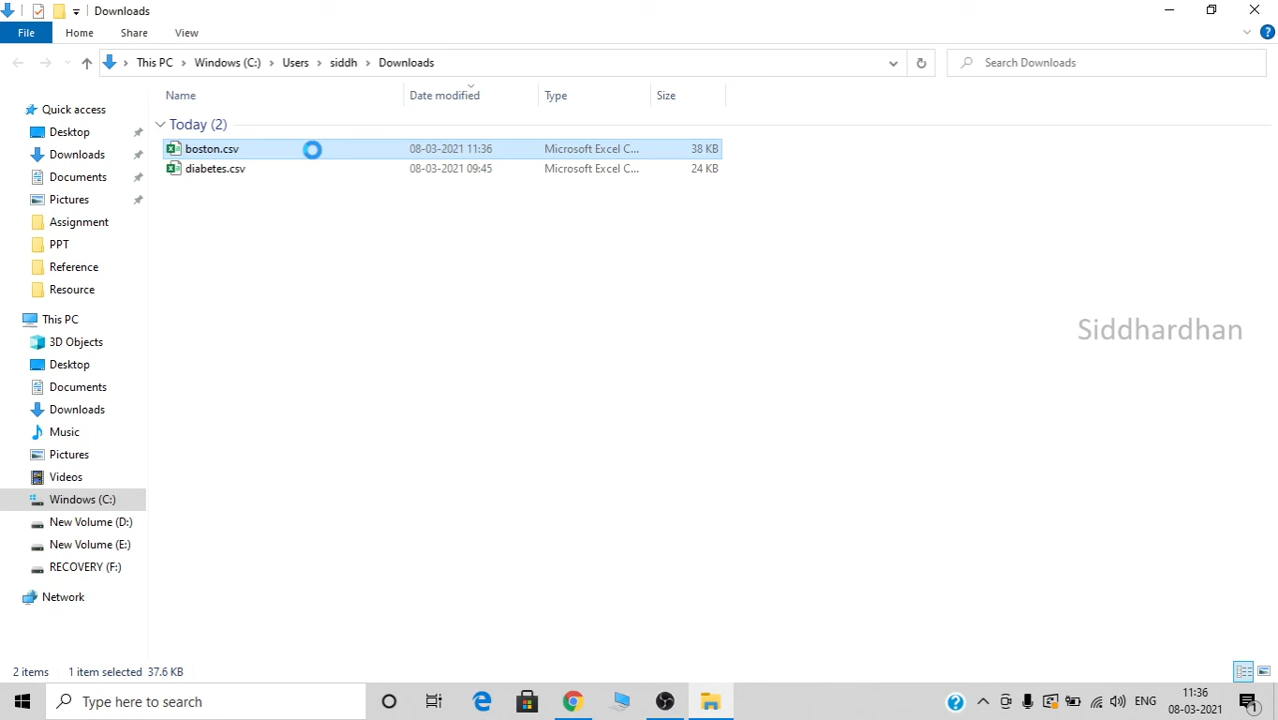 Downloads
File Home Share View
This PC Windows (C:) Users siddh Downloads
Search Downloads
Name Date modified Type Size
Today (2)
boston.csv 08-03-2021 11:36 Microsoft Excel C... 38 KB
diabetes.csv 08-03-2021 09:45 Microsoft Excel C... 24 KB
Quick access
Desktop
Downloads
Documents
Pictures
Assignment
PPT
Reference
Resource
This PC
3D Objects
Desktop
Documents
Downloads
Music
Pictures
Videos
Windows (C:)
New Volume (D:)
New Volume (E:)
RECOVERY (F:)
Network
Siddhardhan
2 items 1 item selected 37.6 KB
Type here to search
ENG
11:36
08-03-2021
1